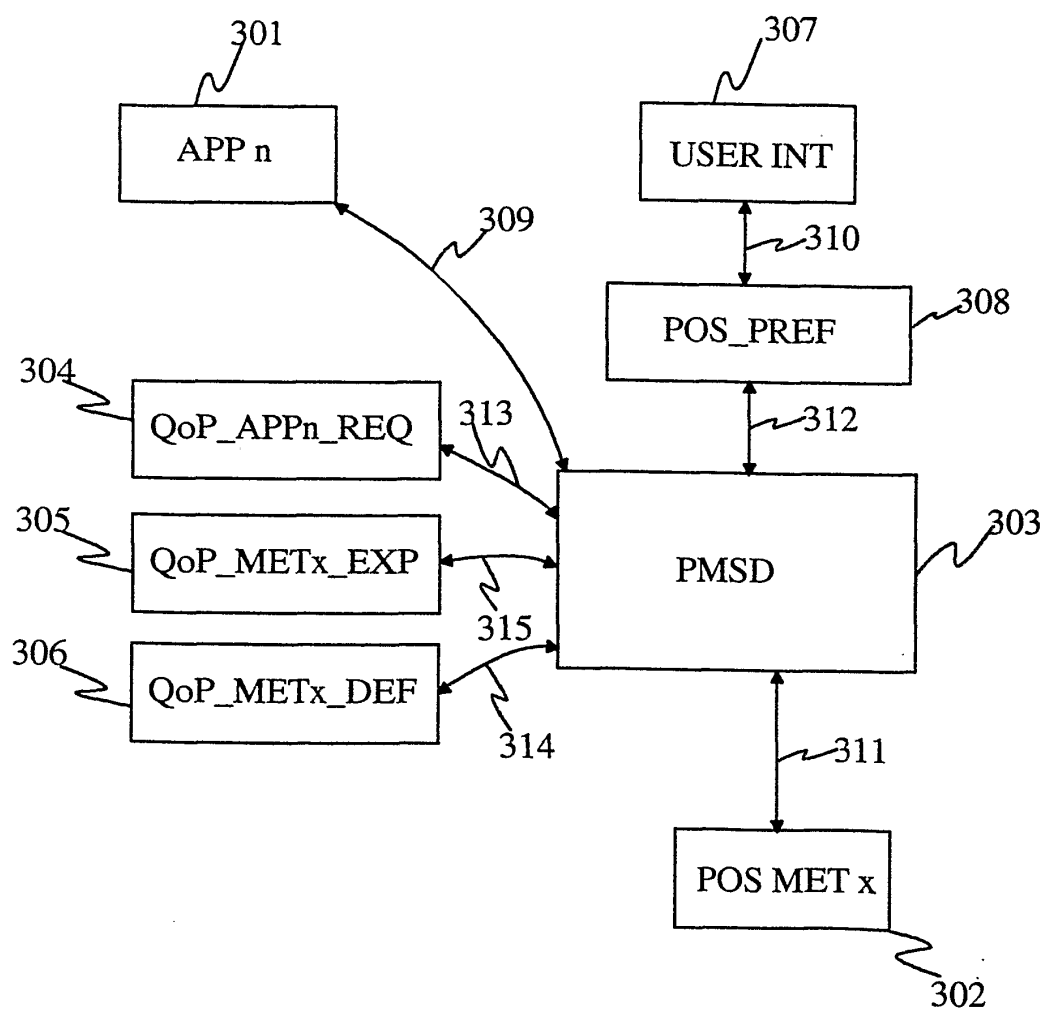 301
307
APP n
USER INT
309
310
308
POS_PREF
304
313
312
QoP_APPn_REQ
305
303
QoP_METx_EXP
PMSD
315
306
QoP_METx_DEF
314
311
POS MET x
302